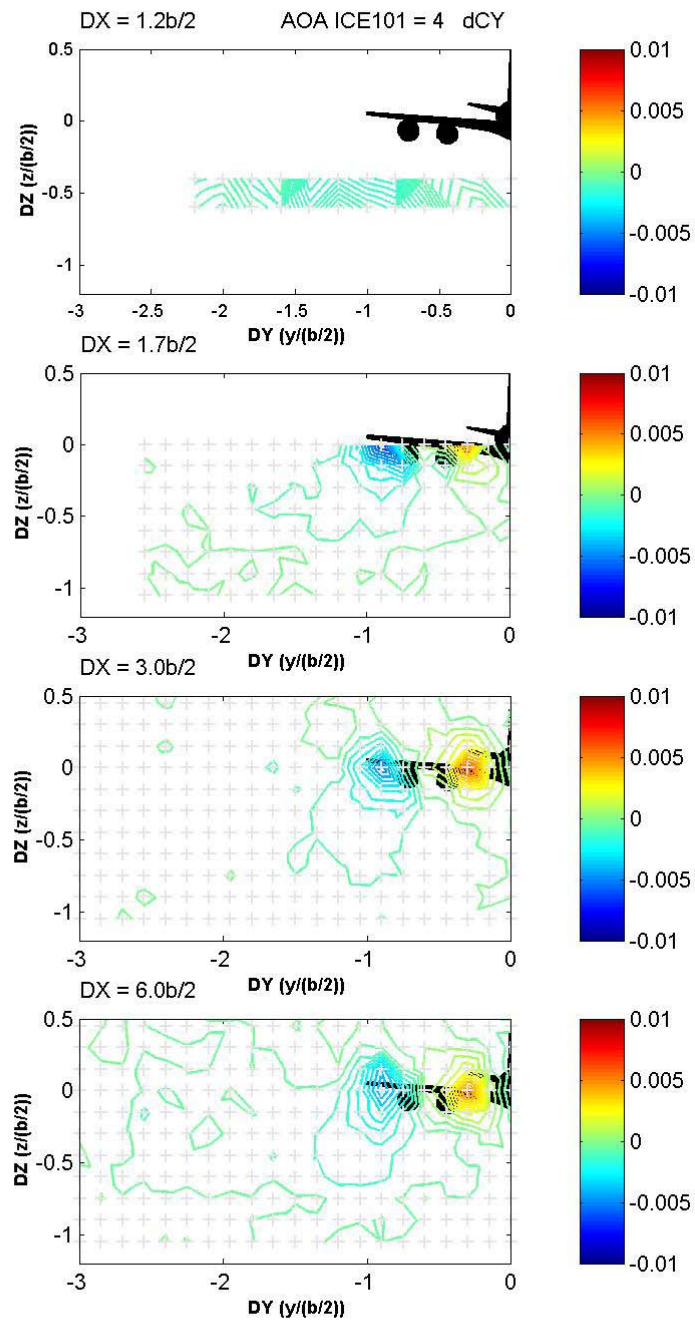 DX = 1.2b/2 AOA ICE101 = 4 dCY
0.5
0
-0.5
-1
DZ (z/(b/2))
-3 -2.5 -2 -1.5 -1 -0.5 0
DY (y/(b/2))
0.01
0.005
0
-0.005
-0.01
DX = 1.7b/2
0.5
0
-0.5
-1
DZ (z/(b/2))
-3 -2 -1 0
DY (y/(b/2))
0.01
0.005
0
-0.005
-0.01
DX = 3.0b/2
0.5
0
-0.5
-1
DZ (z/(b/2))
-3 -2 -1 0
DY (y/(b/2))
0.01
0.005
0
-0.005
-0.01
DX = 6.0b/2
0.5
0
-0.5
-1
DZ (z/(b/2))
-3 -2 -1 0
DY (y/(b/2))
0.01
0.005
0
-0.005
-0.01